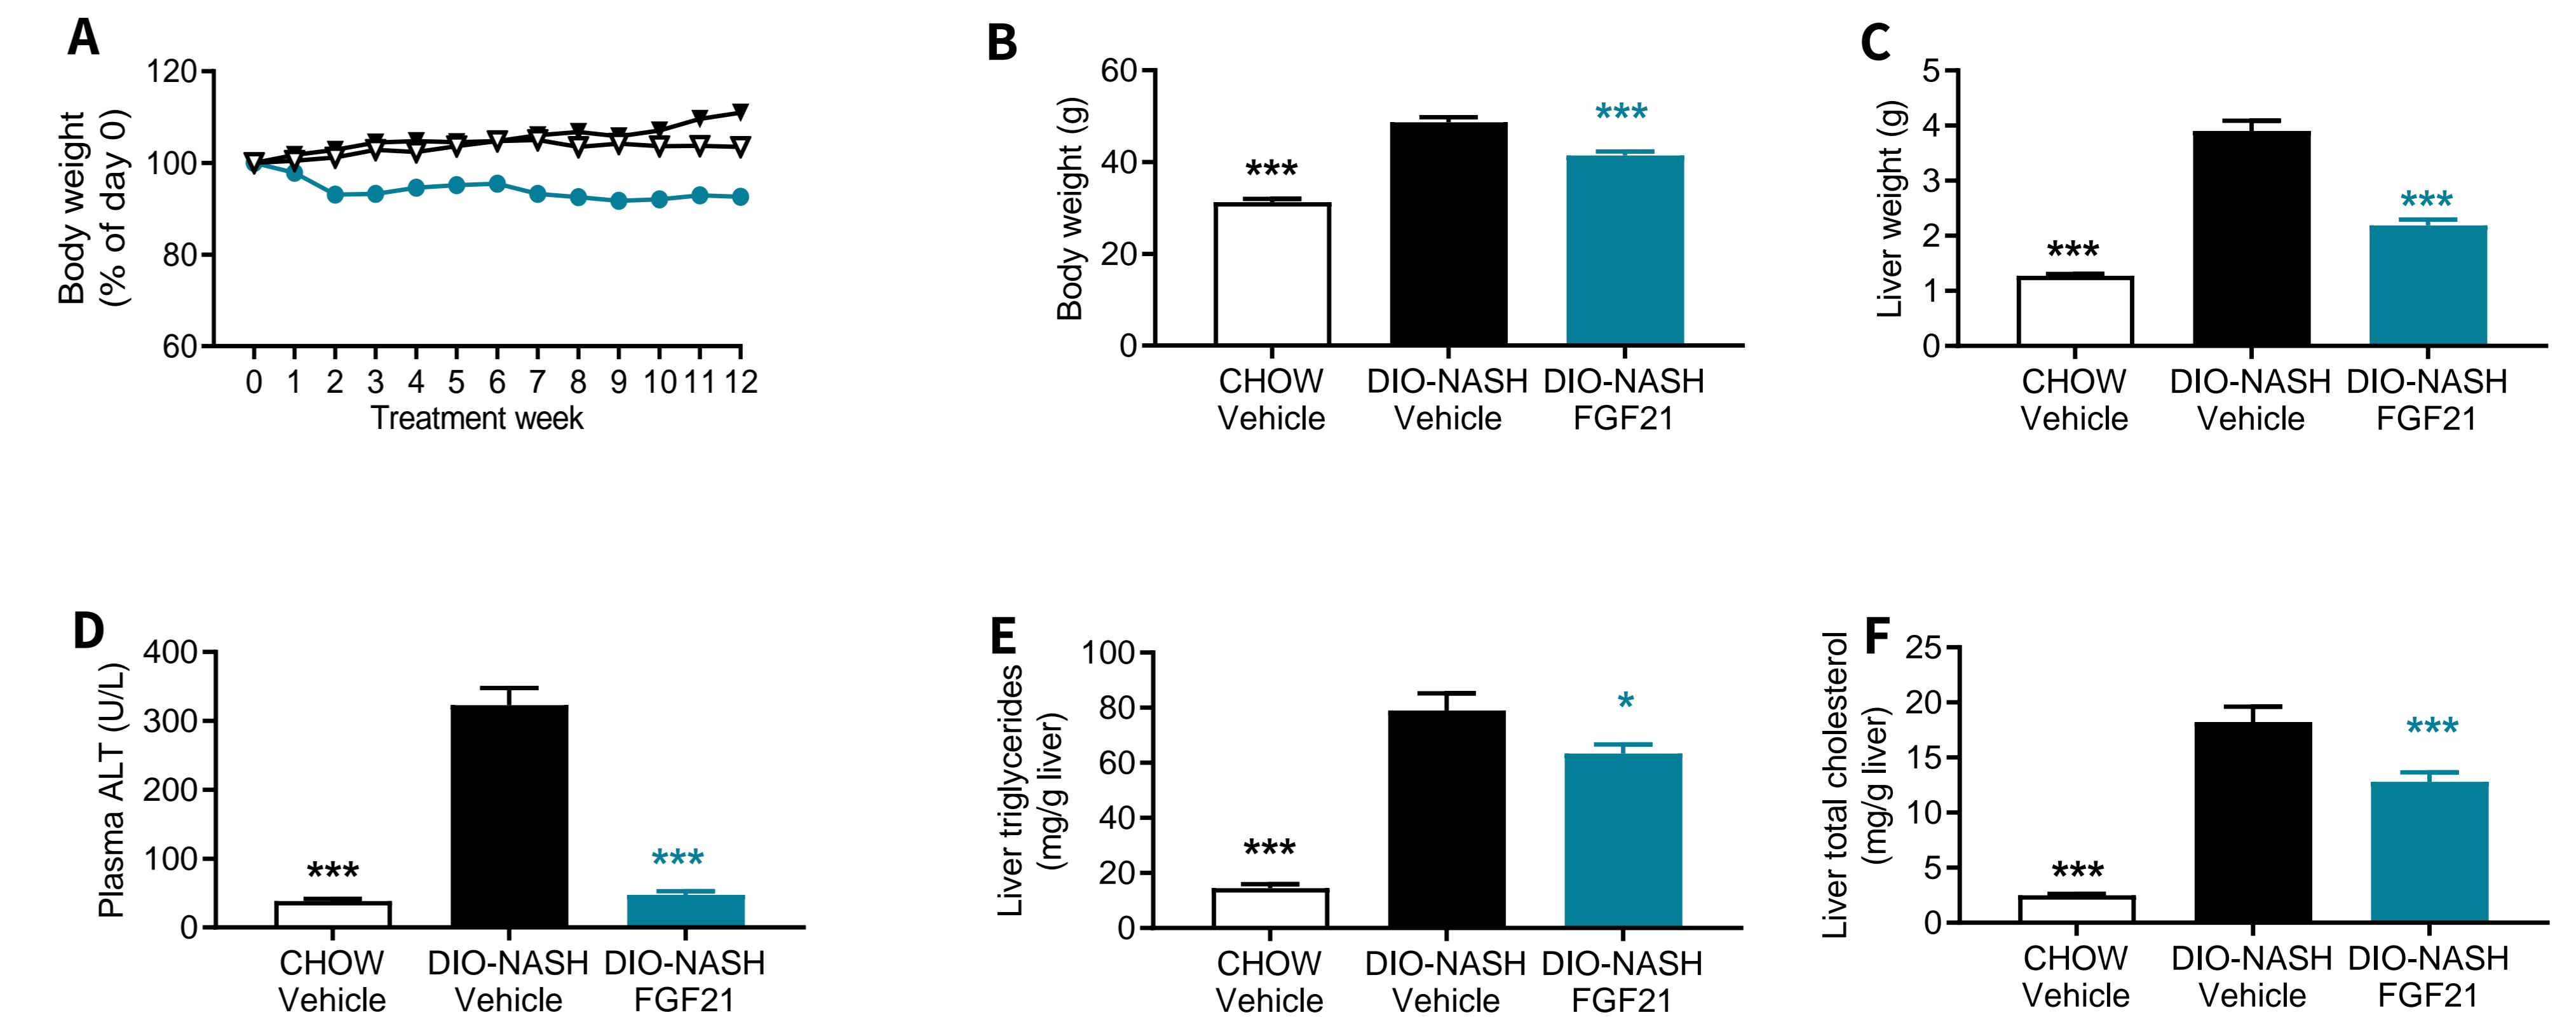 A
Body weight
(% of day 0)
120
100
80
60
0 1 2 3 4 5 6 7 8 9 10 11 12
Treatment week
B
Body weight (g)
60
40
20
0
***
***
CHOW
Vehicle
DIO-NASH
Vehicle
DIO-NASH
FGF21
C
Liver weight (g)
5
4
3
2
1
0
***
***
CHOW
Vehicle
DIO-NASH
Vehicle
DIO-NASH
FGF21
D
Plasma ALT (U/L)
400
300
200
100
0
***
***
CHOW
Vehicle
DIO-NASH
Vehicle
DIO-NASH
FGF21
E
Liver triglycerides
(mg/g liver)
100
80
60
40
20
0
***
*
CHOW
Vehicle
DIO-NASH
Vehicle
DIO-NASH
FGF21
F
Liver total cholesterol
(mg/g liver)
25
20
15
10
5
0
***
***
CHOW
Vehicle
DIO-NASH
Vehicle
DIO-NASH
FGF21